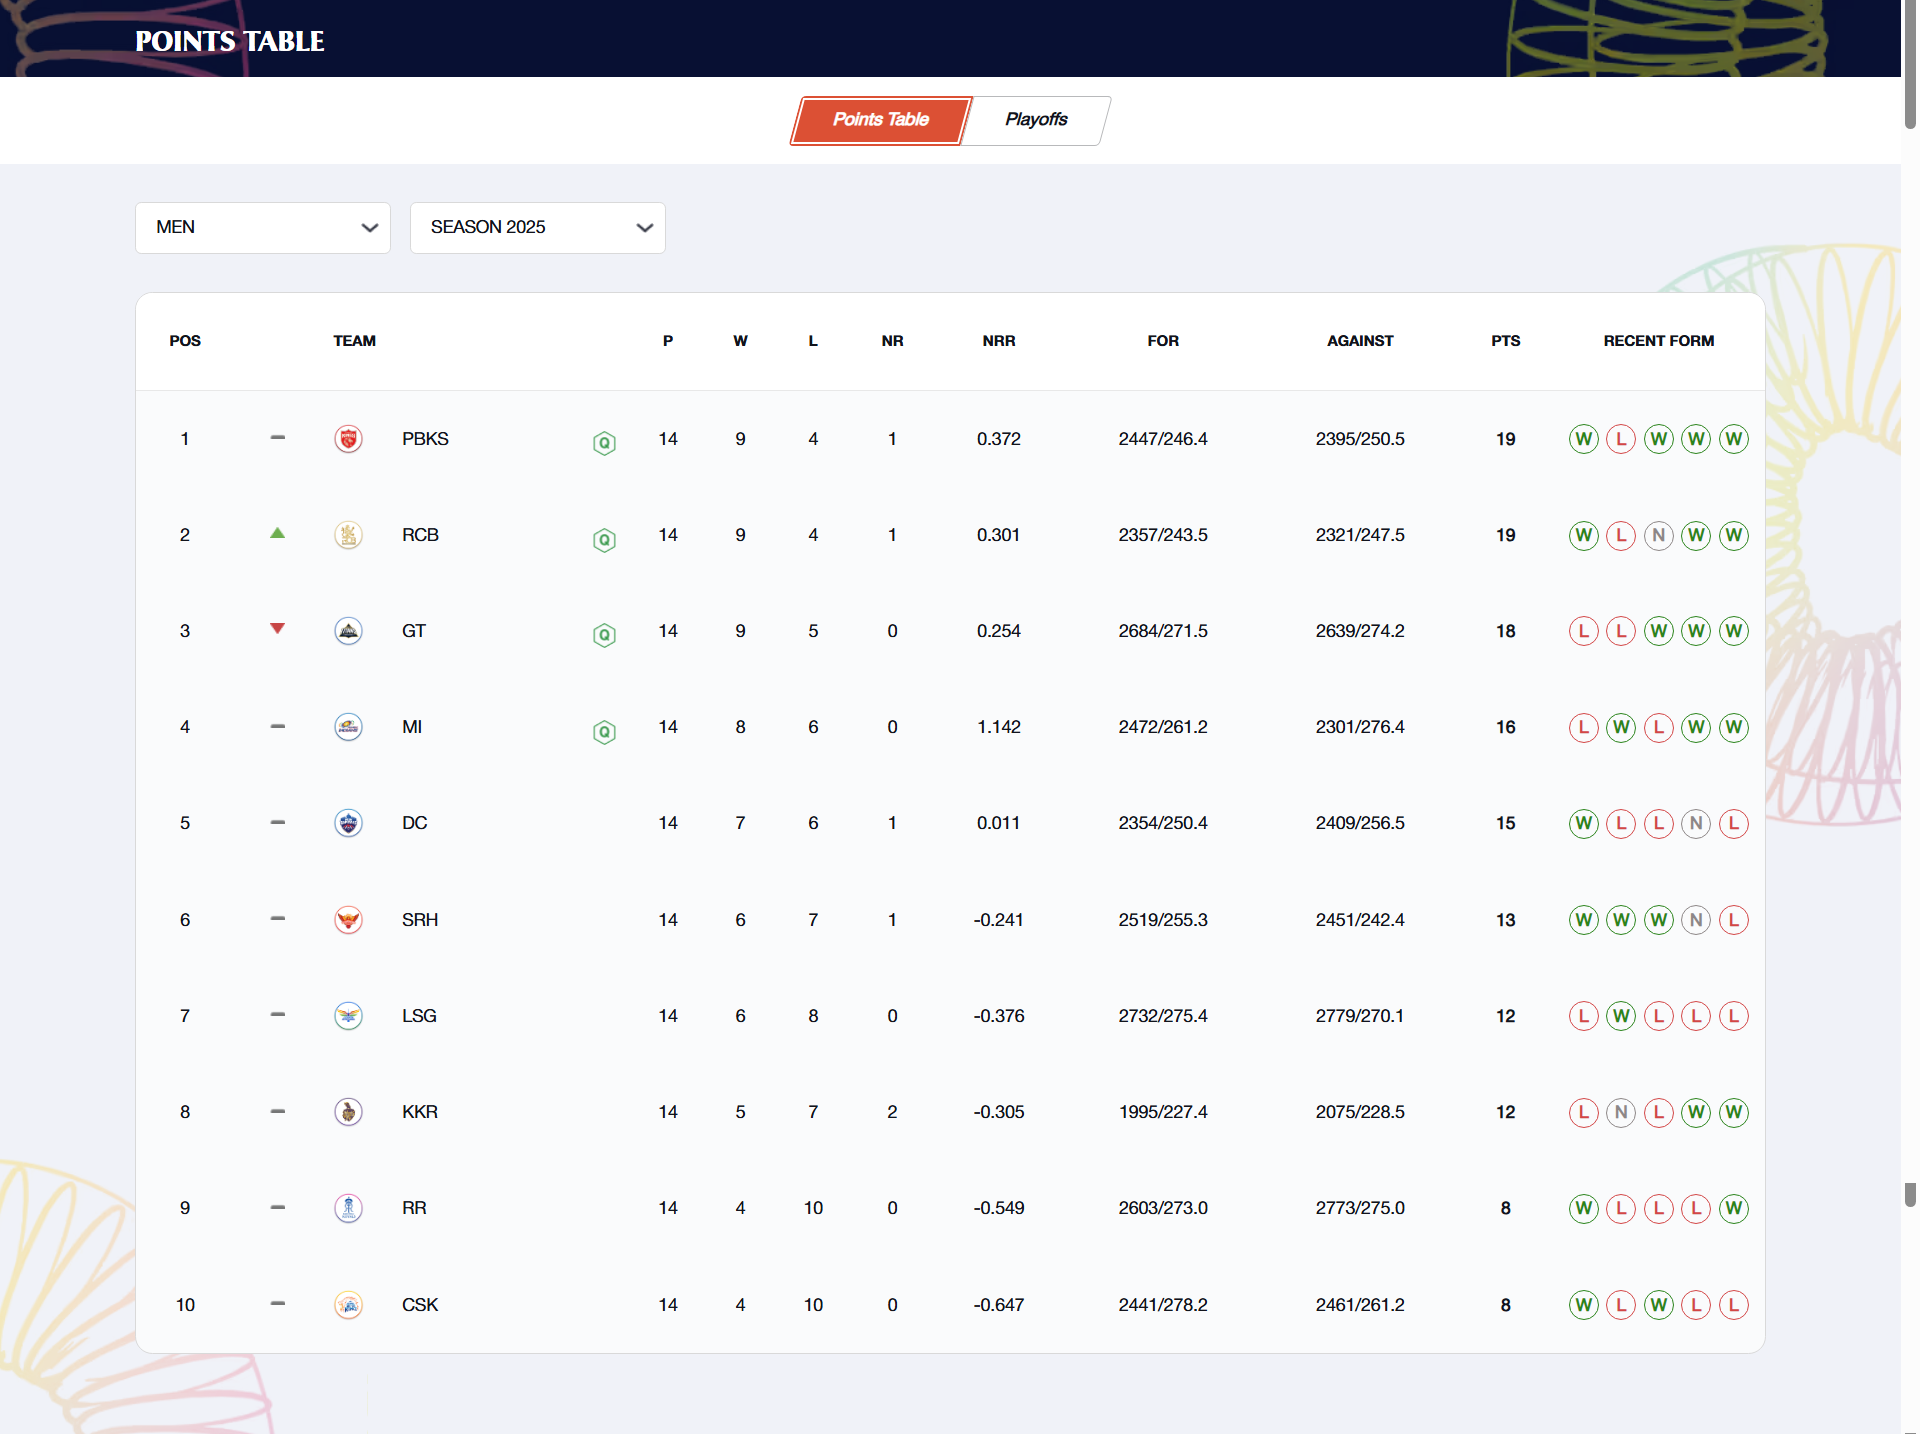 POINTS TABLE
Points Table Playoffs
MEN SEASON 2025
POS TEAM P W L NR NRR FOR AGAINST PTS RECENT FORM
1 PBKS Q 14 9 4 1 0.372 2447/246.4 2395/250.5 19 W L W W W
2 RCB Q 14 9 4 1 0.301 2357/243.5 2321/247.5 19 W L N W W
3 GT Q 14 9 5 0 0.254 2684/271.5 2639/274.2 18 L L W W W
4 MI Q 14 8 6 0 1.142 2472/261.2 2301/276.4 16 L W L W W
5 DC 14 7 6 1 0.011 2354/250.4 2409/256.5 15 W L L N L
6 SRH 14 6 7 1 -0.241 2519/255.3 2451/242.4 13 W W W N L
7 LSG 14 6 8 0 -0.376 2732/275.4 2779/270.1 12 L W L L L
8 KKR 14 5 7 2 -0.305 1995/227.4 2075/228.5 12 L N L W W
9 RR 14 4 10 0 -0.549 2603/273.0 2773/275.0 8 W L L L W
10 CSK 14 4 10 0 -0.647 2441/278.2 2461/261.2 8 W L W L L